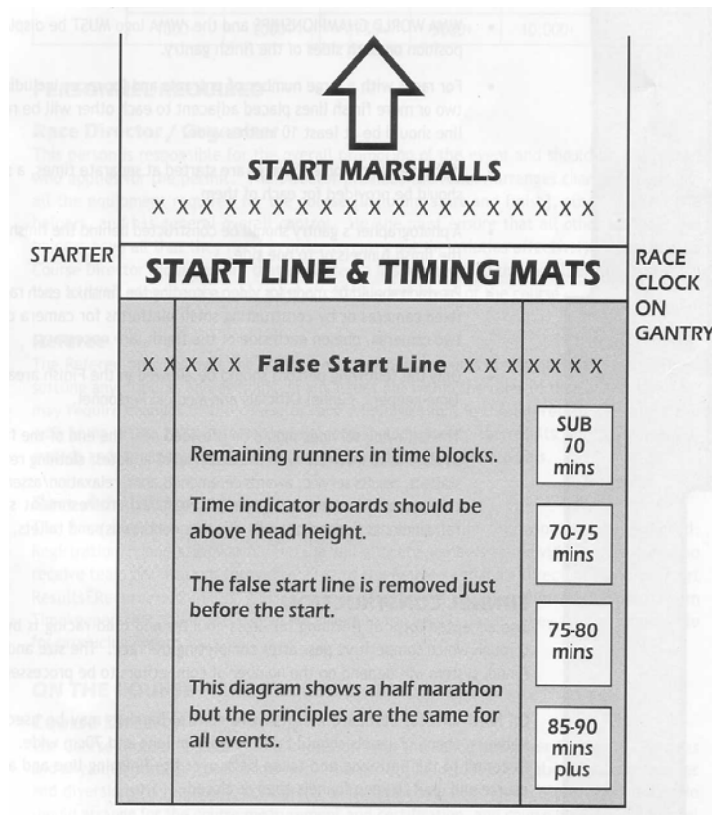 START MARSHALLS
X X X X X X X X X X X X X X X X X X X X X X
STARTER
START LINE & TIMING MATS
RACE
CLOCK
ON
GANTRY
X X X X X False Start Line X X X X X X X
SUB
70
mins
Remaining runners in time blocks.
Time indicator boards should be
above head height.
70-75
mins
The false start line is removed just
before the start.
75-80
mins
This diagram shows a half marathon
but the principles are the same for
all events.
85-90
mins
plus